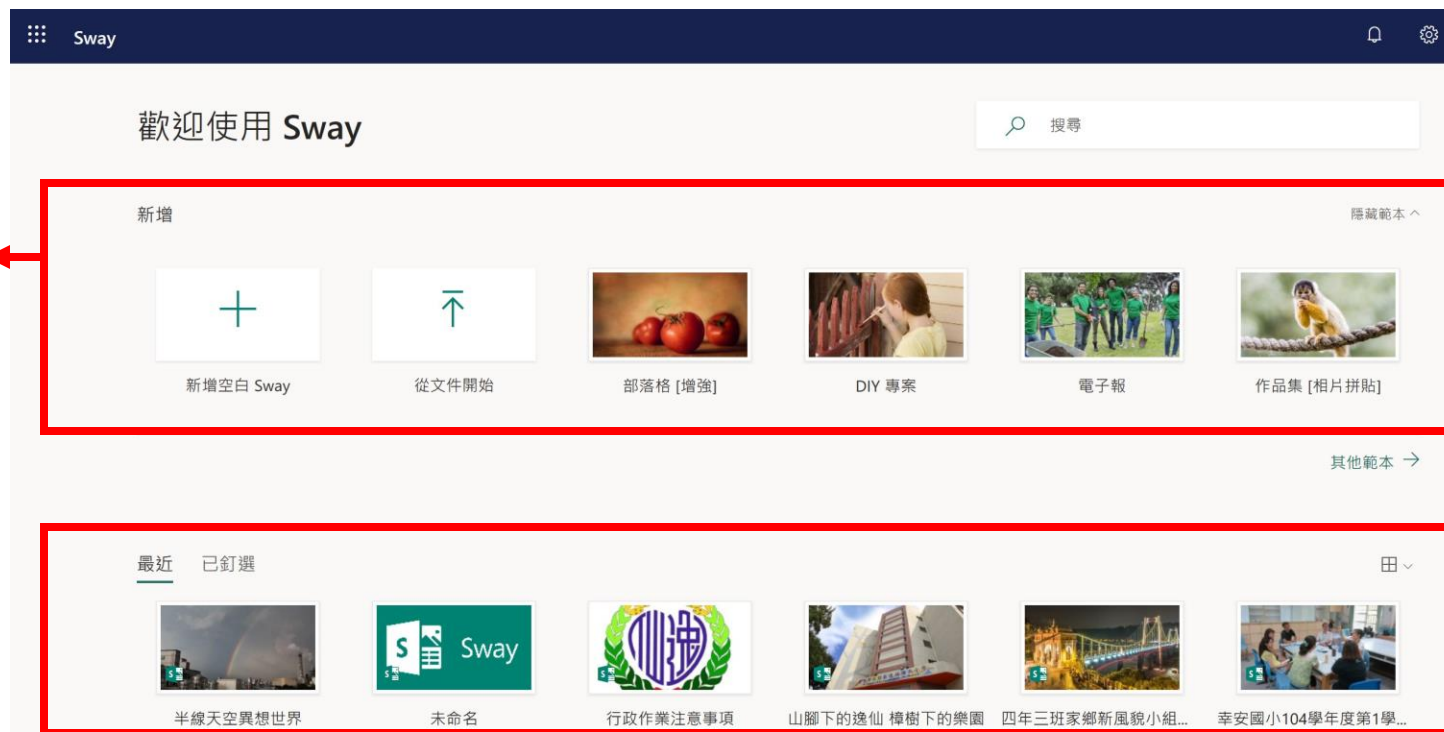 Sway
歡迎使用 Sway
搜尋
新增
隱藏範本
新增空白 Sway
從文件開始
部落格 [增強]
DIY 專案
電子報
作品集 [相片拼貼]
其他範本
最近 已釘選
S Sway
半線天空異想世界
未命名
行政作業注意事項
山腳下的逸仙 樟樹下的樂園
四年三班家鄉新風貌小組...
幸安國小104學年度第1學...